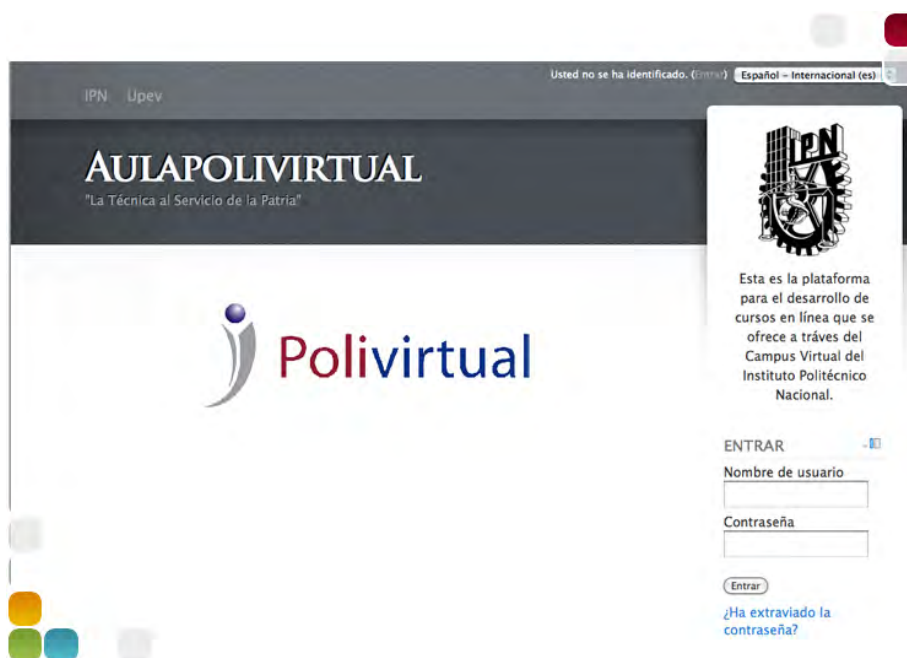 Usted no se ha identificado. (Entrar) Español - Internacional (es)
IPN Upev
AULAPOLIVIRTUAL
"La Técnica al Servicio de la Patria"
IPN
Polivirtual
Esta es la plataforma
para el desarrollo de
cursos en línea que se
ofrece a tráves del
Campus Virtual del
Instituto Politécnico
Nacional.
ENTRAR
Nombre de usuario
Contraseña
Entrar
¿Ha extraviado la
contraseña?